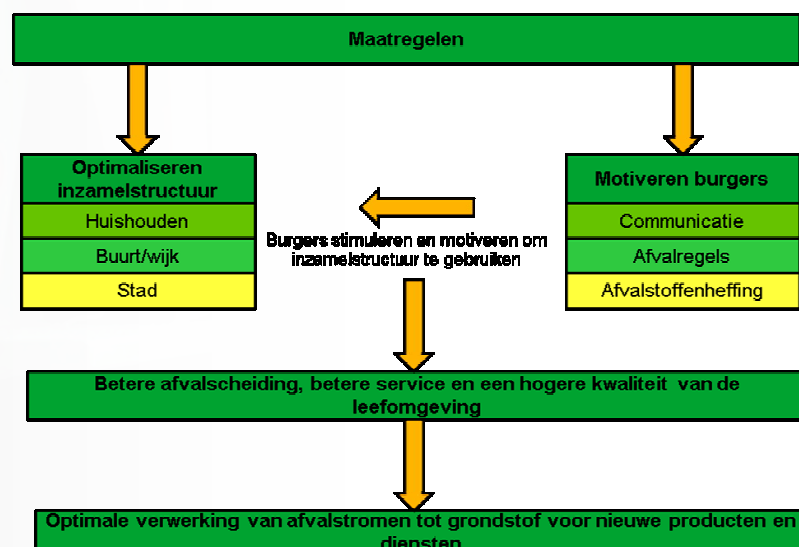 Maatregelen
Optimaliseren
inzamelstructuur
Huishouden
Buurt/wijk
Stad
Burgers stimuleren en motiveren om
inzamelstructuur te gebruiken
Motiveren burgers
Communicatie
Afvalregels
Afvalstoffenheffing
Betere afvalscheiding, betere service en een hogere kwaliteit van de
leefomgeving
Optimale verwerking van afvalstromen tot grondstof voor nieuwe producten en
diensten